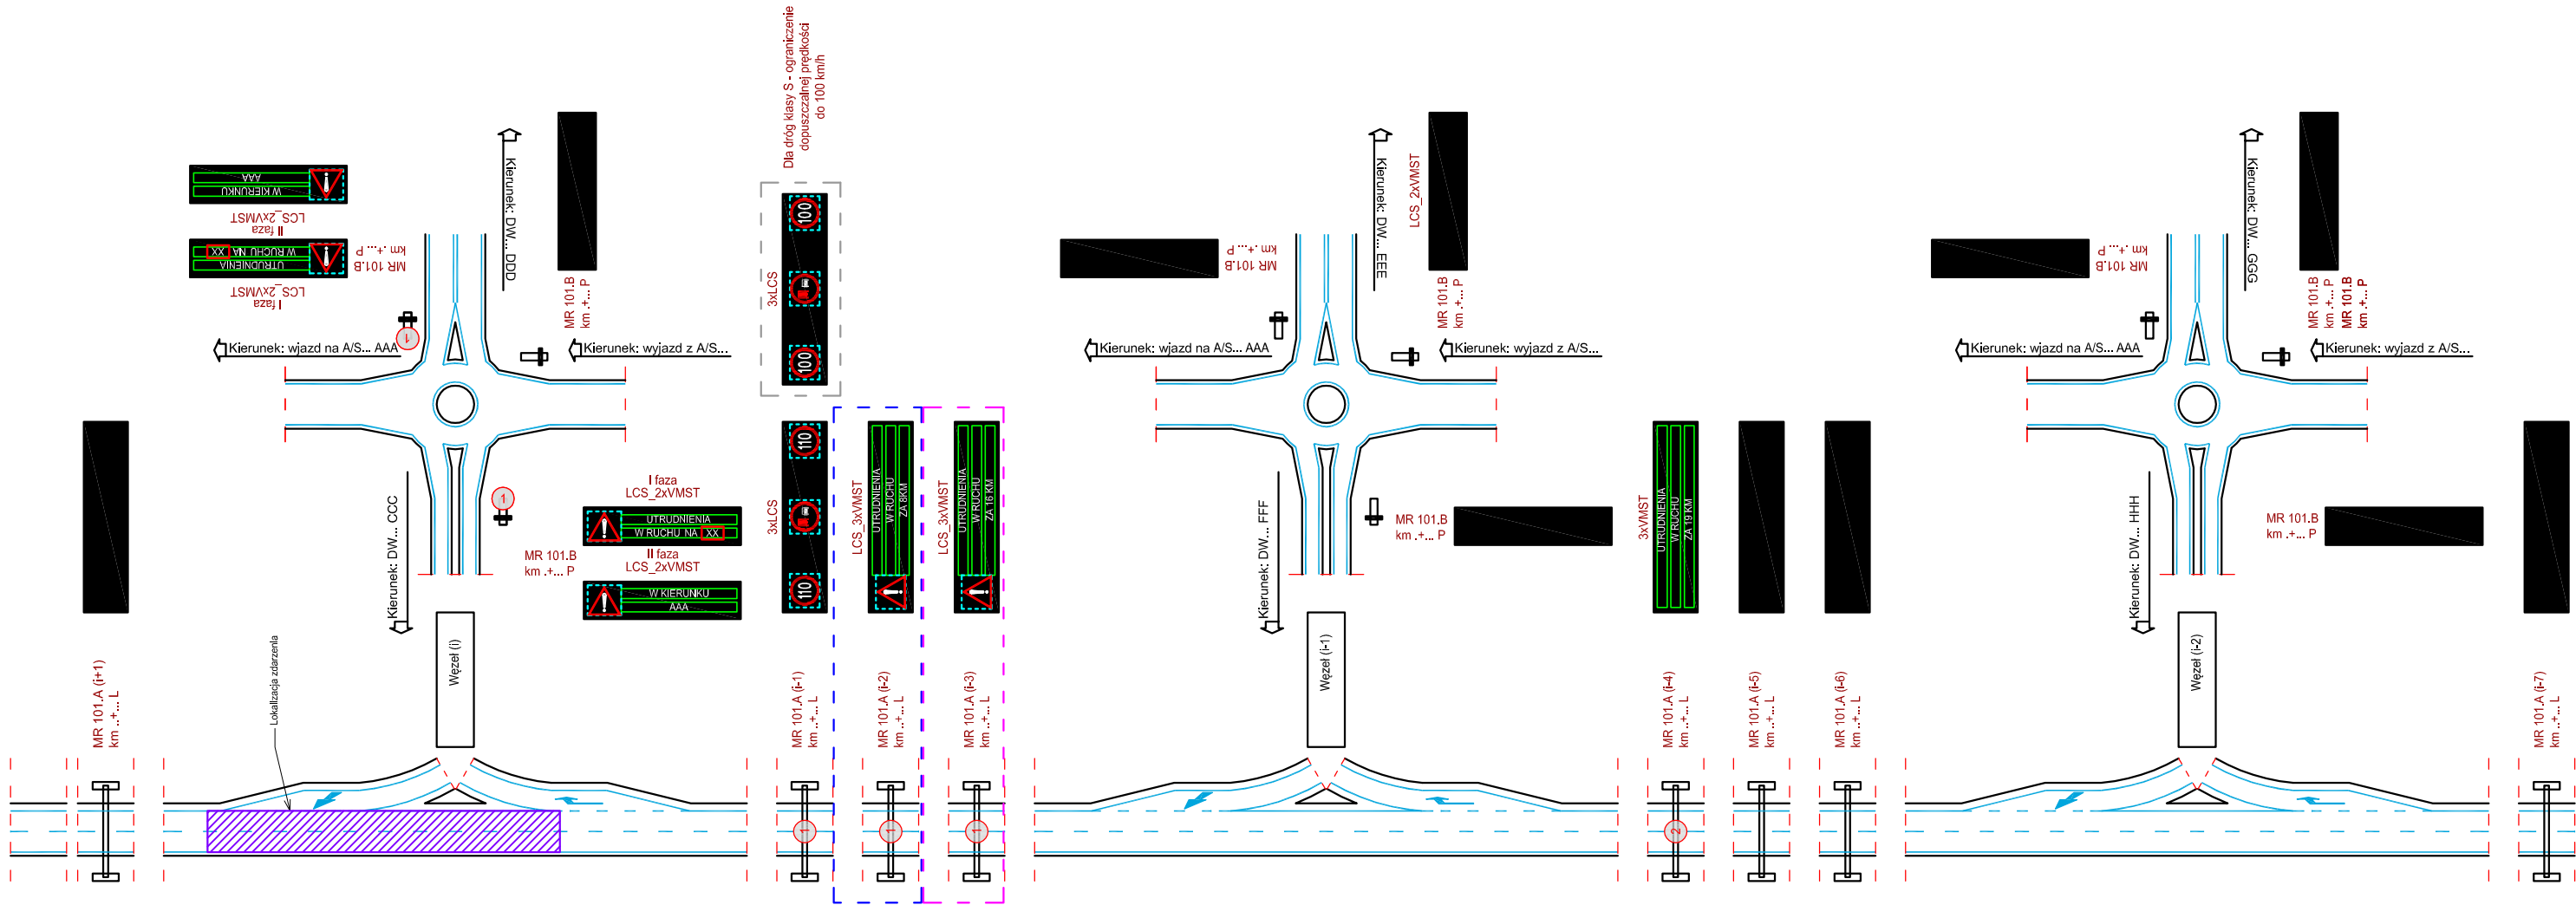 Dla dróg klasy S - ograniczenie
dopuszczalnej prędkości
do 100 km/h
W KIERUNKU
AAA
LCS_2xVMST
II faza
UTRUDNIENIA
W RUCHU NA XX
LCS_2xVMST
I faza
MR 101.B
km .+... P
Kierunek: DW... DDD
MR 101.B
km .+... P
Kierunek: wjazd na A/S... AAA
Kierunek: wyjazd z A/S...
1
Kierunek: DW... CCC
1
I faza
LCS_2xVMST
UTRUDNIENIA
W RUCHU NA XX
II faza
LCS_2xVMST
W KIERUNKU
AAA
MR 101.B
km .+... P
3xLCS
100
100
3xLCS
110
110
LCS_3xVMST
UTRUDNIENIA
W RUCHU
ZA 8KM
LCS_3xVMST
UTRUDNIENIA
W RUCHU
ZA 16 KM
MR 101.B
km .+... P
Kierunek: DW... EEE
LCS_2xVMST
MR 101.B
km .+... P
Kierunek: wjazd na A/S... AAA
Kierunek: wyjazd z A/S...
Kierunek: DW... FFF
MR 101.B
km .+... P
3xVMST
UTRUDNIENIA
W RUCHU
ZA 19 KM
MR 101.B
km .+... P
Kierunek: DW... GGG
MR 101.B
km .+... P
MR 101.B
km .+... P
Kierunek: wjazd na A/S... AAA
Kierunek: wyjazd z A/S...
Kierunek: DW... HHH
MR 101.B
km .+... P
MR 101.A (i+1)
km ..+... L
Lokalizacja zdarzenia
Węzeł (i)
MR 101.A (i-1)
km ..+... L
MR 101.A (i-2)
km ..+... L
MR 101.A (i-3)
km ..+... L
Węzeł (i-1)
MR 101.A (i-4)
km ..+... L
MR 101.A (i-5)
km ..+... L
MR 101.A (i-6)
km ..+... L
Węzeł (i-2)
MR 101.A (i-7)
km ..+... L
1
1
1
2